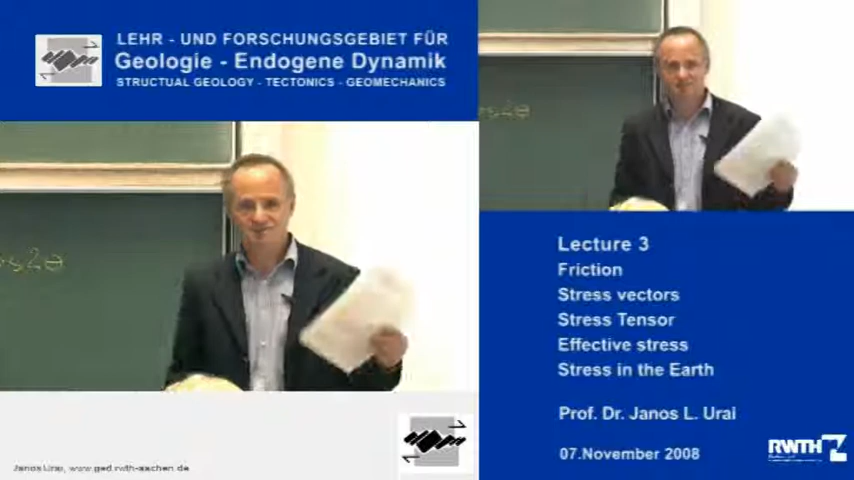 LEHR - UND FORSCHUNGSGEBIET FÜR
Geologie - Endogene Dynamik
STRUCTUAL GEOLOGY - TECTONICS - GEOMECHANICS
Lecture 3
Friction
Stress vectors
Stress Tensor
Effective stress
Stress in the Earth
Prof. Dr. Janos L. Urai
07.November 2008
RWTH
Janos Urai, www.ged.rwth-aachen.de